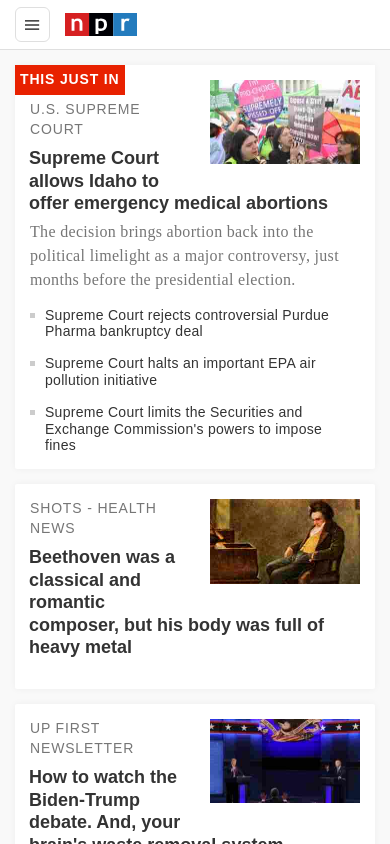 npr
THIS JUST IN
U.S. SUPREME
COURT
Supreme Court
allows Idaho to
offer emergency medical abortions
The decision brings abortion back into the
political limelight as a major controversy, just
months before the presidential election.
Supreme Court rejects controversial Purdue
Pharma bankruptcy deal
Supreme Court halts an important EPA air
pollution initiative
Supreme Court limits the Securities and
Exchange Commission's powers to impose
fines
SHOTS - HEALTH
NEWS
Beethoven was a
classical and
romantic
composer, but his body was full of
heavy metal
UP FIRST
NEWSLETTER
How to watch the
Biden-Trump
debate. And, your
brain's waste removal system